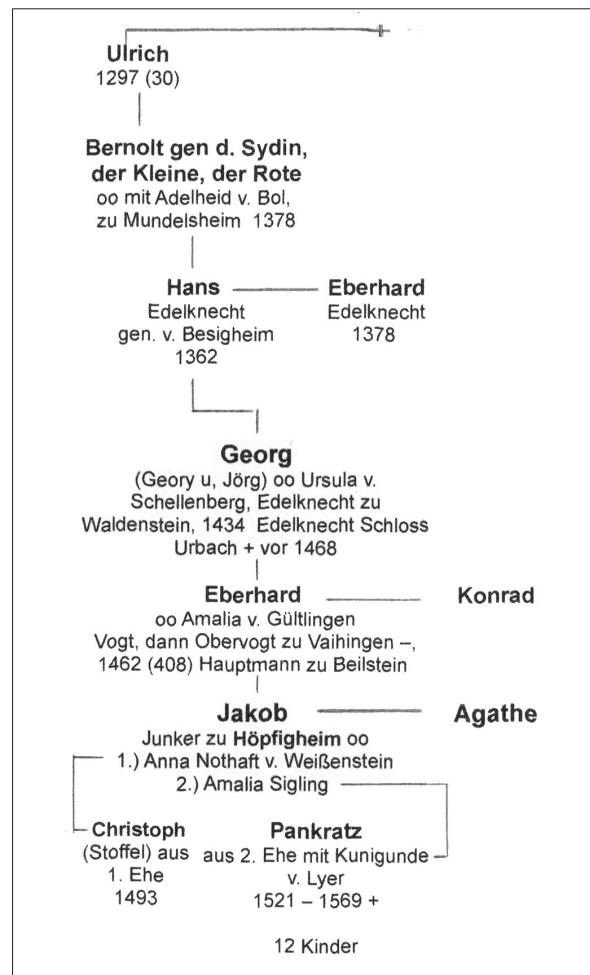 Ulrich
1297 (30)
Bernolt gen d. Sydin,
der Kleine, der Rote
oo mit Adelheid v. Bol,
zu Mundelsheim 1378
Hans Eberhard
Edelknecht Edelknecht
gen. v. Besigheim 1378
1362
Georg
(Geory u, Jörg) oo Ursula v.
Schellenberg, Edelknecht zu
Waldenstein, 1434 Edelknecht Schloss
Urbach + vor 1468
Eberhard Konrad
oo Amalia v. Gültlingen
Vogt, dann Obervogt zu Vaihingen –,
1462 (408) Hauptmann zu Beilstein
Jakob Agathe
Junker zu Höpfigheim oo
1.) Anna Nothaft v. Weißenstein
2.) Amalia Sigling
Christoph Pankratz
(Stoffel) aus aus 2. Ehe mit Kunigunde
1. Ehe v. Lyer
1493 1521 – 1569 +
12 Kinder